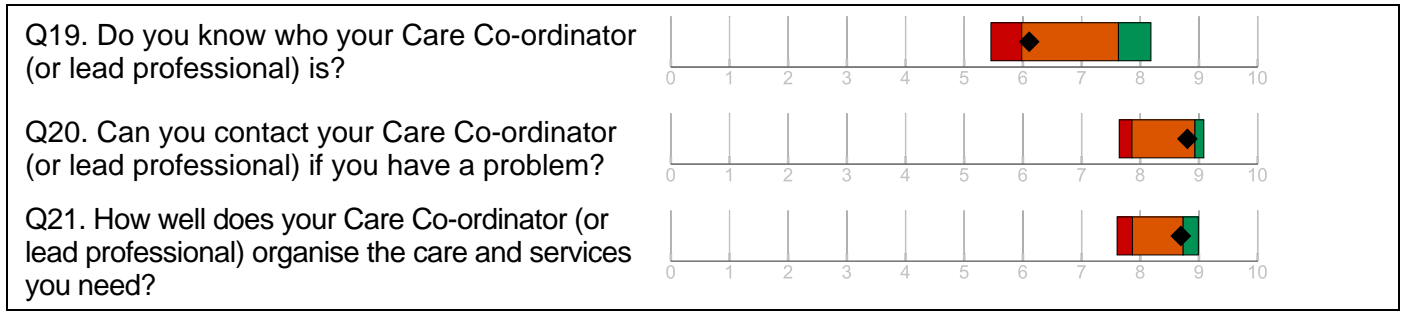 Q19. Do you know who your Care Co-ordinator
(or lead professional) is?
0 1 2 3 4 5 6 7 8 9 10
Q20. Can you contact your Care Co-ordinator
(or lead professional) if you have a problem?
0 1 2 3 4 5 6 7 8 9 10
Q21. How well does your Care Co-ordinator (or
lead professional) organise the care and services
you need?
0 1 2 3 4 5 6 7 8 9 10